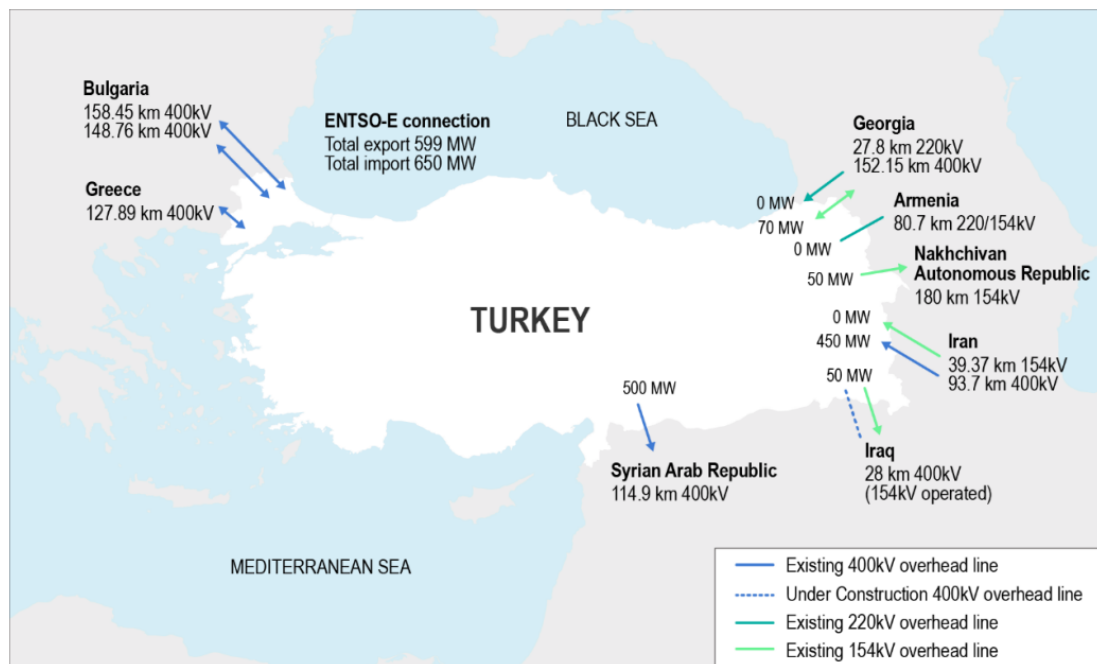 Bulgaria
158.45 km 400kV
148.76 km 400kV
Greece
127.89 km 400kV
ENTSO-E connection
Total export 599 MW
Total import 650 MW
BLACK SEA
Georgia
27.8 km 220kV
152.15 km 400kV
0 MW
70 MW
Armenia
80.7 km 220/154kV
0 MW
Nakhchivan
Autonomous Republic
180 km 154kV
50 MW
TURKEY
0 MW
450 MW
Iran
39.37 km 154kV
93.7 km 400kV
50 MW
Iraq
28 km 400kV
(154kV operated)
500 MW
Syrian Arab Republic
114.9 km 400kV
MEDITERRANEAN SEA
Existing 400kV overhead line
Under Construction 400kV overhead line
Existing 220kV overhead line
Existing 154kV overhead line